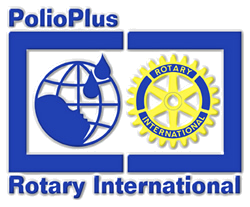 PolioPlus
ROTARY
INTERNATIONAL
Rotary International